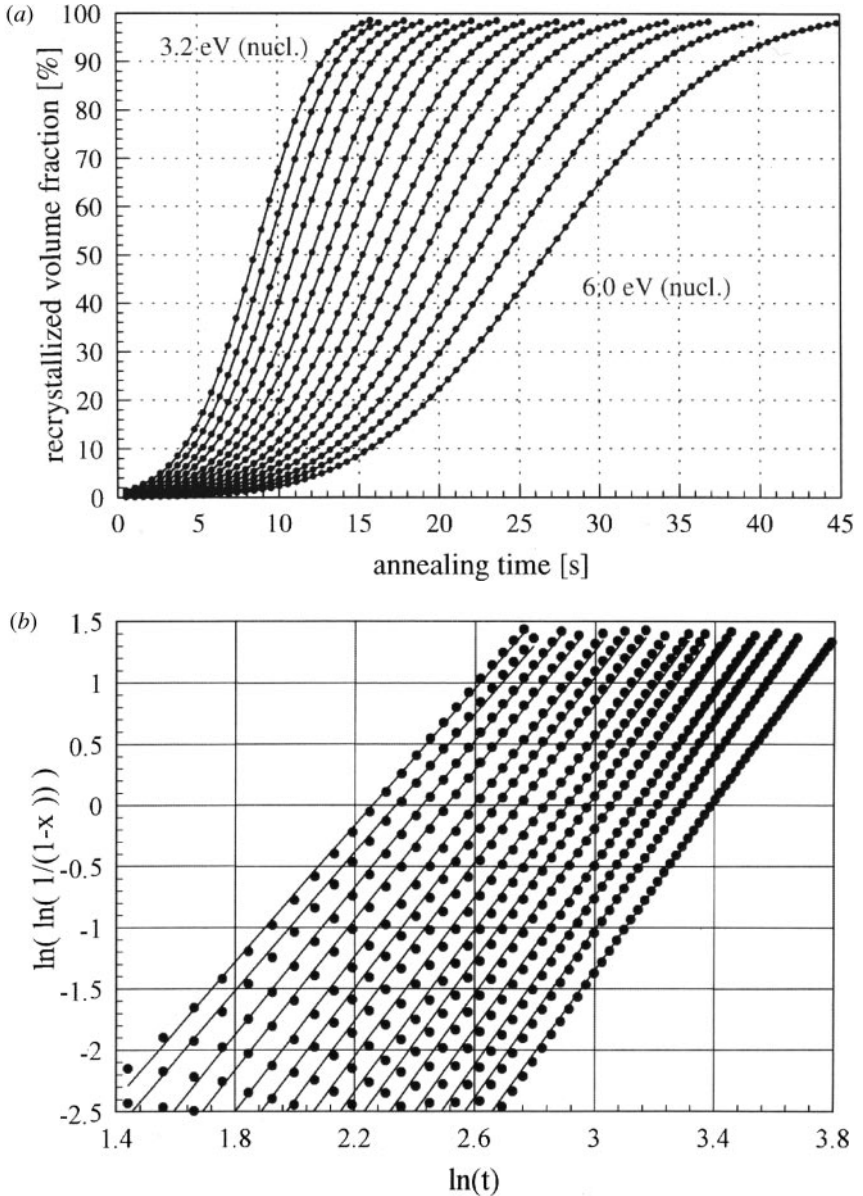 (a)
100
90
80
70
60
50
40
30
20
10
0
recrystallized volume fraction [%]
3.2 eV (nucl.)
6.0 eV (nucl.)
0 5 10 15 20 25 30 35 40 45
annealing time [s]
(b)
1.5
1
0.5
0
-0.5
-1
-1.5
-2
-2.5
ln( ln( 1/(1-x )) )
1.4 1.8 2.2 2.6 3 3.4 3.8
ln(t)